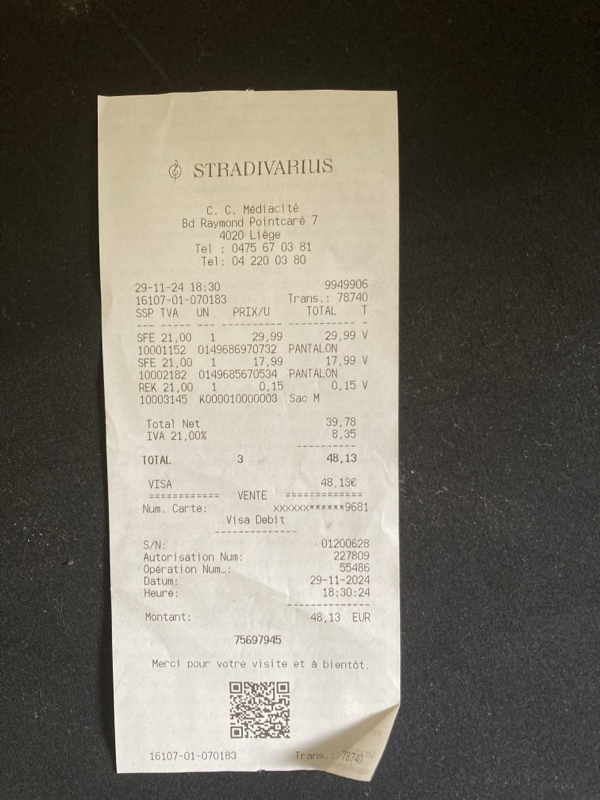 STRADIVARIUS
C. C. Médiacité
Bd Raymond Pointcaré 7
4020 Liège
Tel : 0475 67 03 81
Tel: 04 220 03 80
29-11-24 18:30 9949906
16107-01-070183 Trans.: 78740
SSP TVA UN PRIX/U TOTAL T
--- ----- --- ---------- ------------ -
SFE 21,00 1 29,99 29,99 V
10001152 0149686970732 PANTALON
SFE 21,00 1 17,99 17,99 V
10002182 0149685670534 PANTALON
REK 21,00 1 0,15 0,15 V
10003145 K000010000003 Sac M
Total Net 39,78
IVA 21,00% 8,35
----------
TOTAL 3 48,13
VISA 48,13€
============ VENTE =============
Num. Carte: xxxxxx******9681
Visa Debit
--------------
S/N: 01200628
Autorisation Num: 227809
Opération Num…: 55486
Datum: 29-11-2024
Heure: 18:30:24
--------------
Montant: 48,13 EUR
75697945
Merci pour votre visite et à bientôt.
16107-01-070183 Trans.: 78740